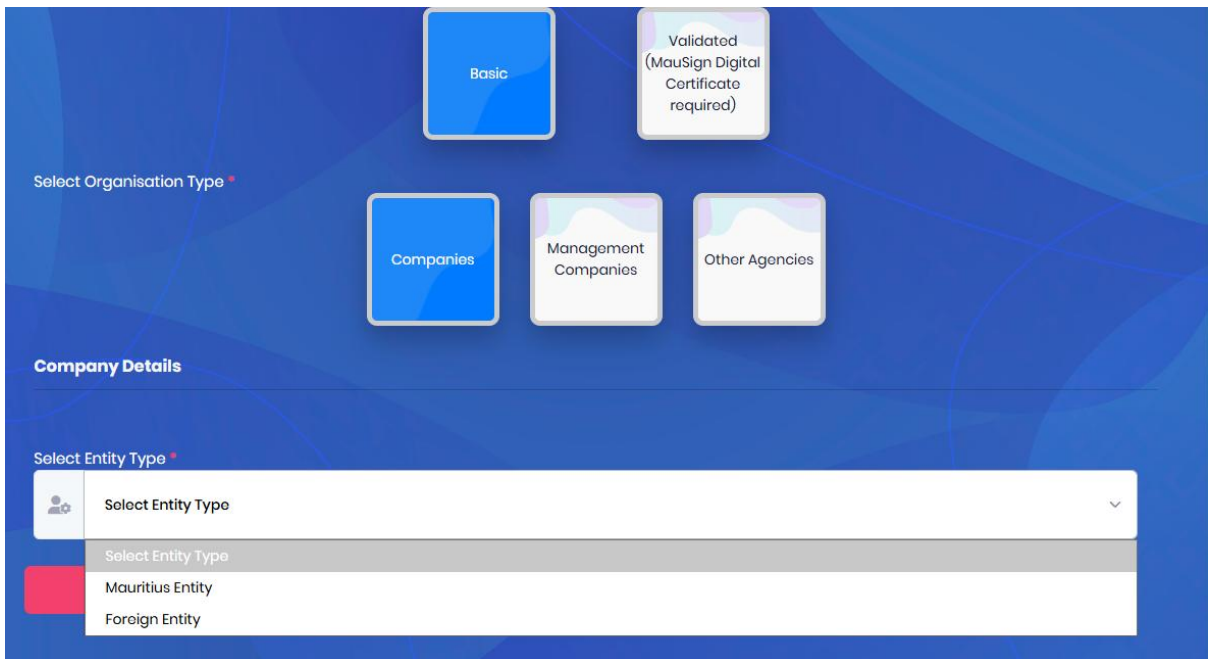 Basic
Validated
(MauSign Digital
Certificate
required)
Select Organisation Type *
Companies
Management
Companies
Other Agencies
Company Details
Select Entity Type *
Select Entity Type
Select Entity Type
Mauritius Entity
Foreign Entity